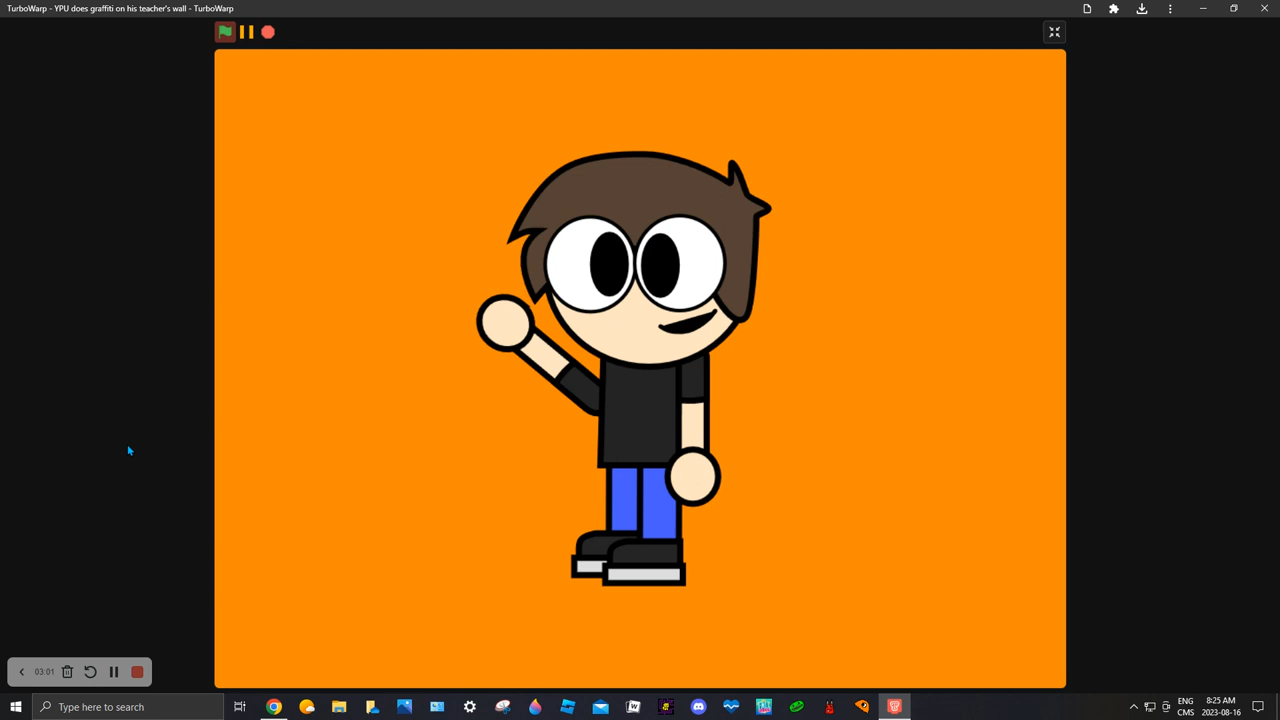 TurboWarp - YPU does graffiti on his teacher's wall - TurboWarp
03:01
Type here to search
ENG
CMS
8:25 AM
2023-08-16